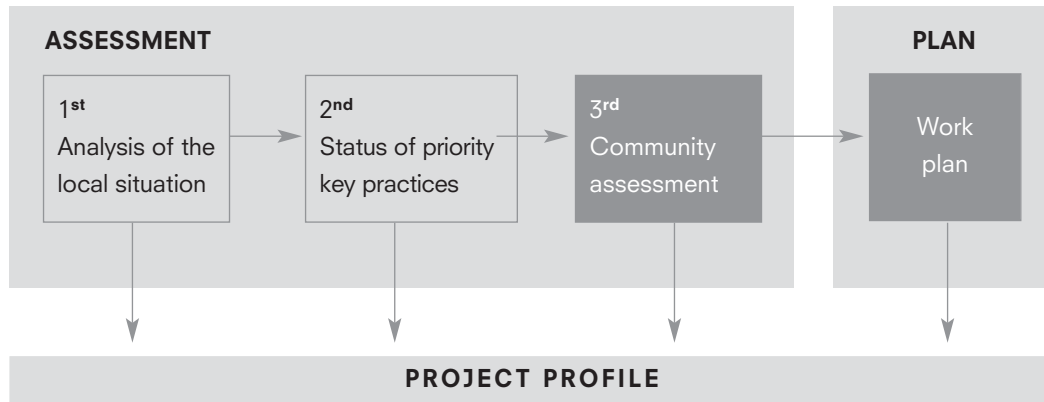 ASSESSMENT
1st
Analysis of the
local situation
2nd
Status of priority
key practices
3rd
Community
assessment
PLAN
Work
plan
PROJECT PROFILE